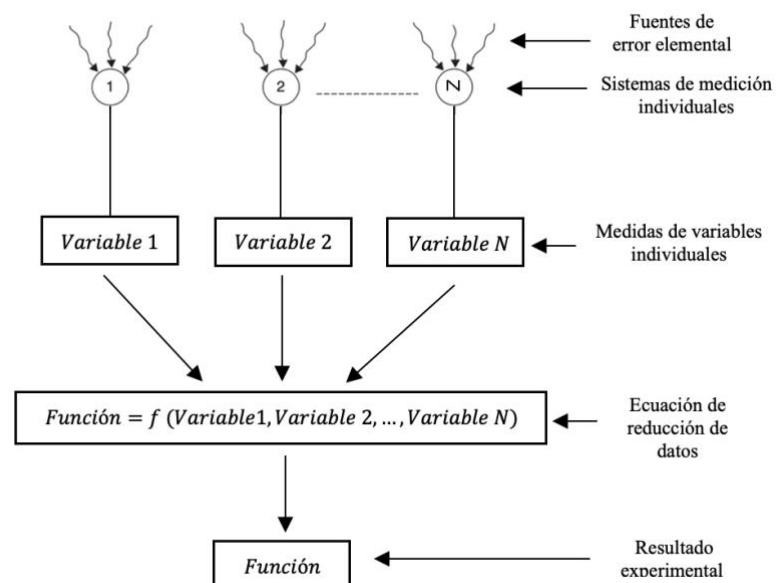 Fuentes de
error elemental
1
2
N
Sistemas de medición
individuales
Variable 1
Variable 2
Variable N
Medidas de variables
individuales
Función = f (Variable1, Variable 2, ... , Variable N)
Ecuación de
reducción de
datos
Función
Resultado
experimental